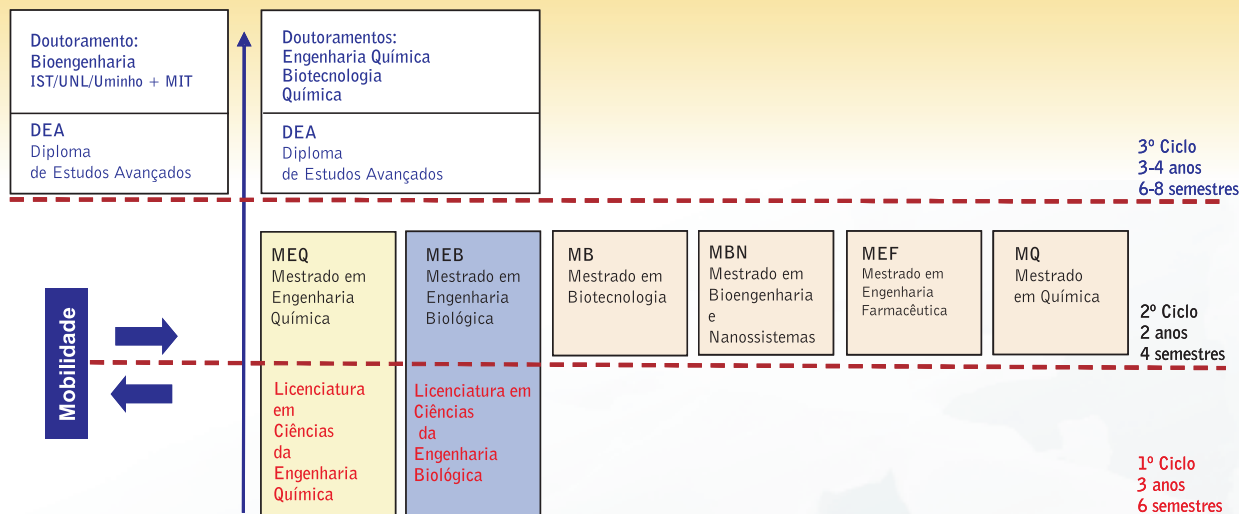 Doutoramento:
Bioengenharia
IST/UNL/Uminho + MIT
DEA
Diploma
de Estudos Avançados
Doutoramentos:
Engenharia Química
Biotecnologia
Química
DEA
Diploma
de Estudos Avançados
3º Ciclo
3-4 anos
6-8 semestres
MEQ
Mestrado em
Engenharia
Química
MEB
Mestrado em
Engenharia
Biológica
MB
Mestrado em
Biotecnologia
MBN
Mestrado em
Bioengenharia
e
Nanossistemas
MEF
Mestrado em
Engenharia
Farmacêutica
MQ
Mestrado
em Química
2º Ciclo
2 anos
4 semestres
Mobilidade
Licenciatura
em
Ciências
da
Engenharia
Química
Licenciatura em
Ciências
da
Engenharia
Biológica
1º Ciclo
3 anos
6 semestres